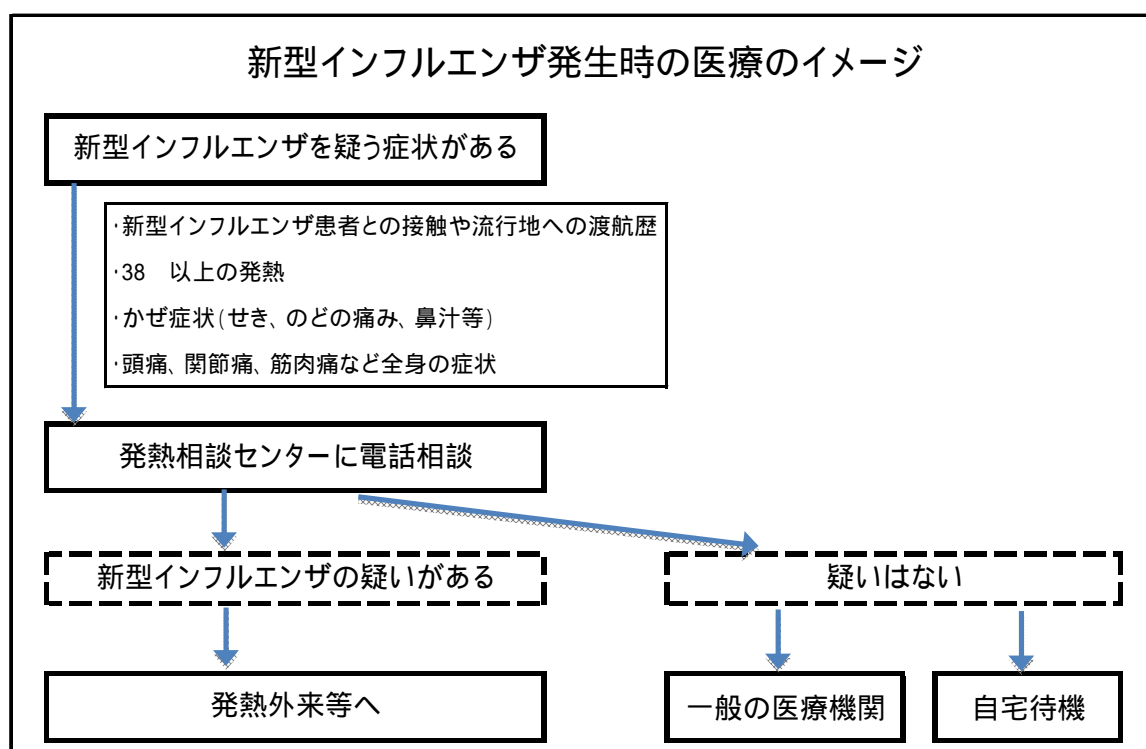 新型インフルエンザ発生時の医療のイメージ
新型インフルエンザを疑う症状がある
・新型インフルエンザ患者との接触や流行地への渡航歴
・38　以上の発熱
・かぜ症状(せき、のどの痛み、鼻汁等)
・頭痛、関節痛、筋肉痛など全身の症状
発熱相談センターに電話相談
新型インフルエンザの疑いがある
疑いはない
発熱外来等へ
一般の医療機関
自宅待機